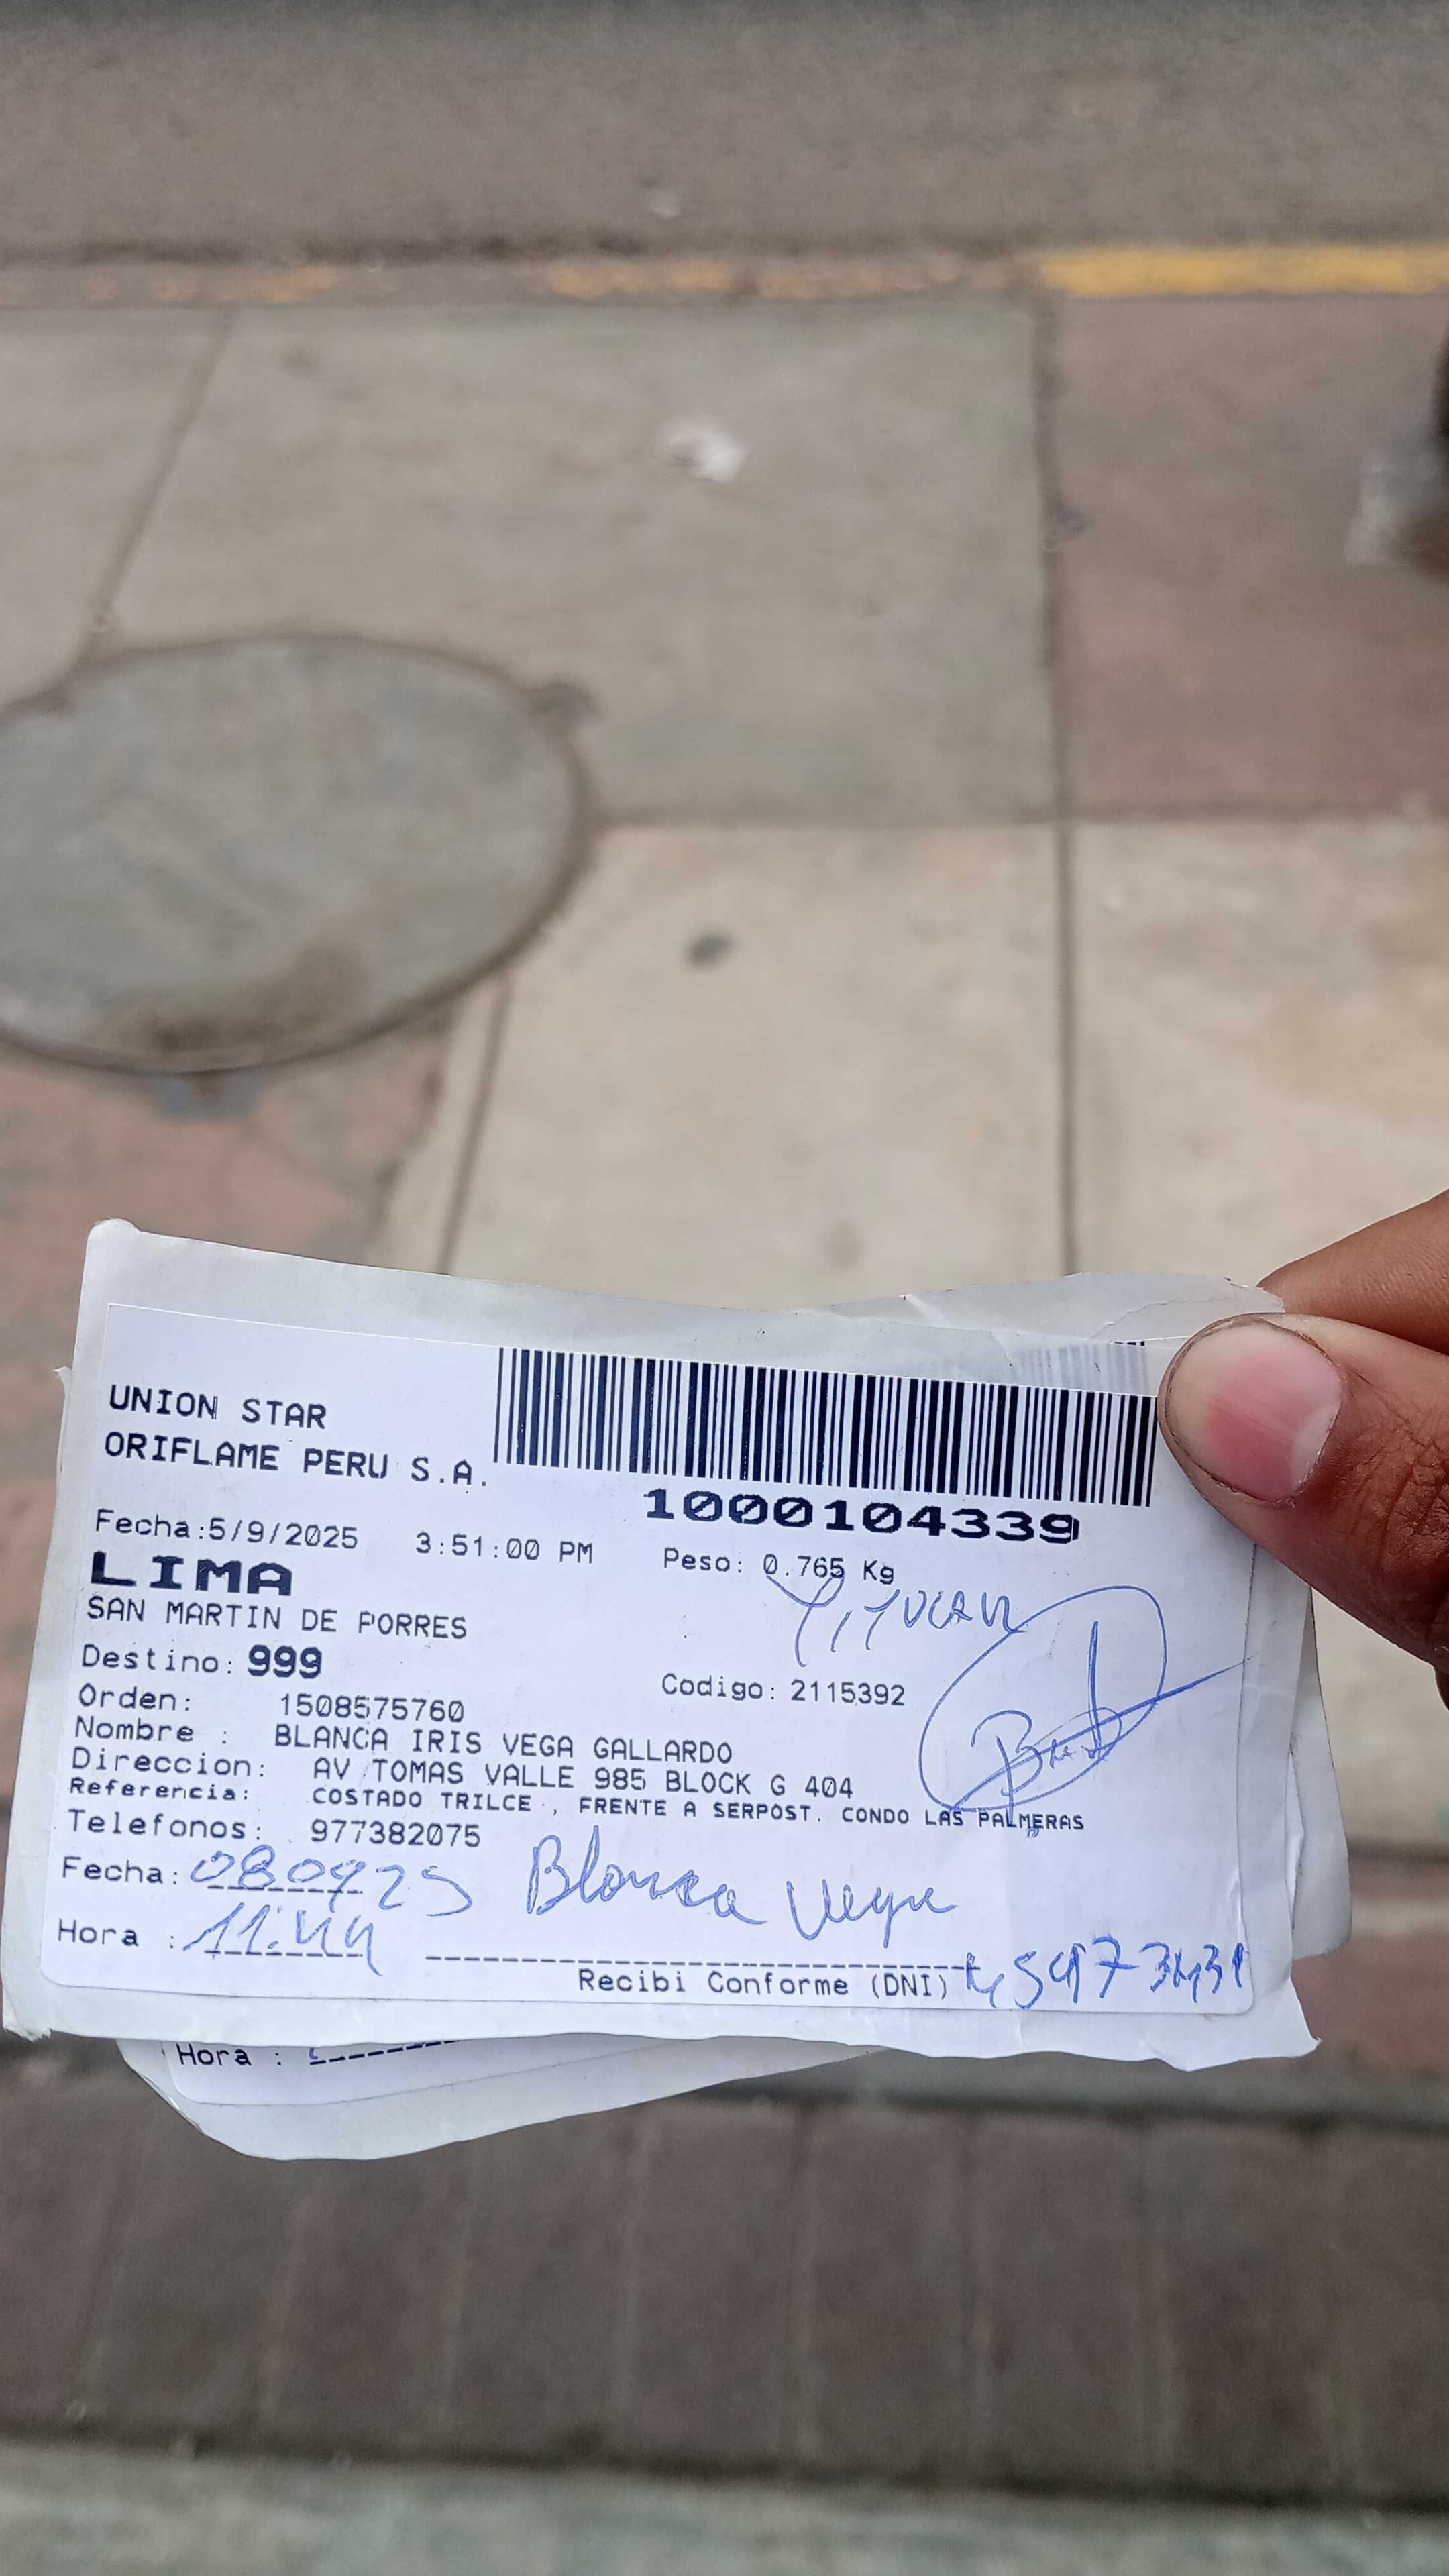 UNION STAR
ORIFLAME PERU S.A.
1000104339
Fecha:5/9/2025 3:51:00 PM Peso: 0.765 Kg
LIMA
SAN MARTIN DE PORRES
Destino: 999
Codigo: 2115392
Orden: 1508575760
Nombre : BLANCA IRIS VEGA GALLARDO
Direccion: AV TOMAS VALLE 985 BLOCK G 404
Referencia: COSTADO TRILCE , FRENTE A SERPOST. CONDO LAS PALMERAS
Telefonos: 977382075
Fecha: 080925 Blanca Vega
Hora : 11:44
Recibi Conforme (DNI)
Hora :